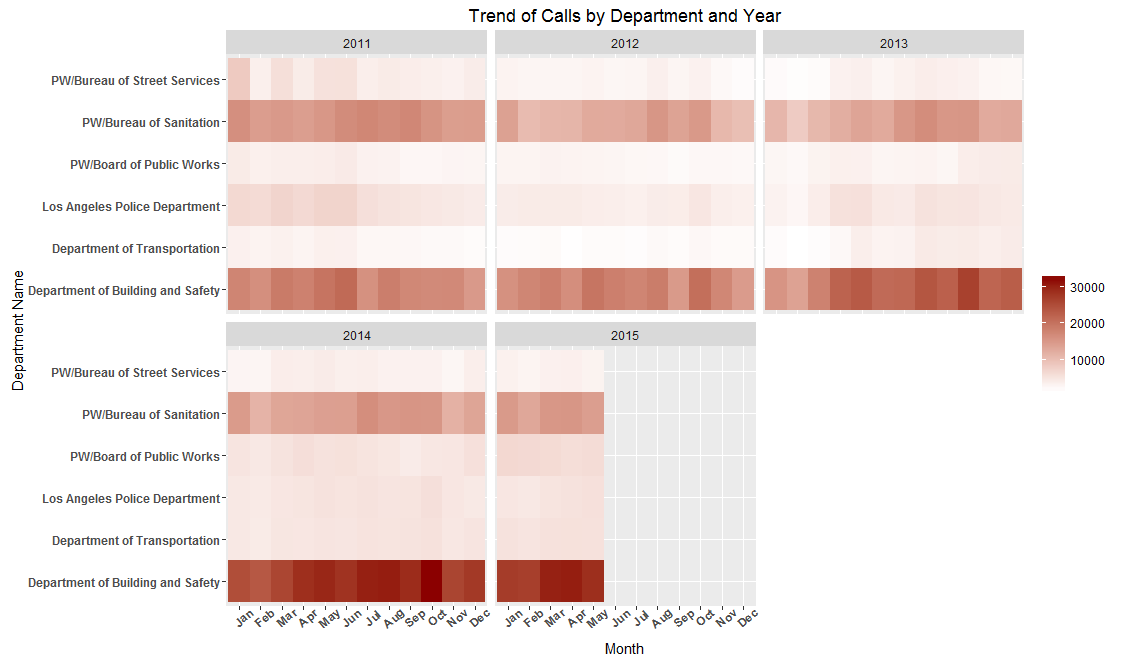 Trend of Calls by Department and Year
2011
2012
2013
PW/Bureau of Street Services
PW/Bureau of Sanitation
PW/Board of Public Works
Los Angeles Police Department
Department of Transportation
Department of Building and Safety
2014
2015
PW/Bureau of Street Services
PW/Bureau of Sanitation
PW/Board of Public Works
Los Angeles Police Department
Department of Transportation
Department of Building and Safety
Jan Feb Mar Apr May Jun Jul Aug Sep Oct Nov Dec
Jan Feb Mar Apr May Jun Jul Aug Sep Oct Nov Dec
Month
Department Name
30000
20000
10000